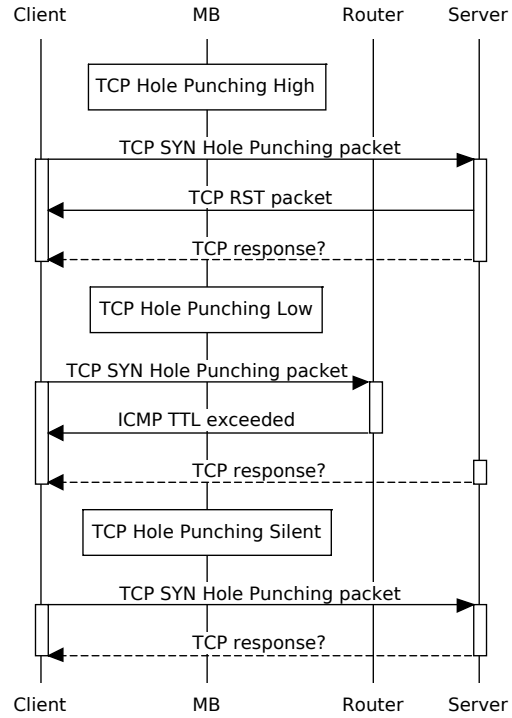 Client MB Router Server
TCP Hole Punching High
TCP SYN Hole Punching packet
TCP RST packet
TCP response?
TCP Hole Punching Low
TCP SYN Hole Punching packet
ICMP TTL exceeded
TCP response?
TCP Hole Punching Silent
TCP SYN Hole Punching packet
TCP response?
Client MB Router Server